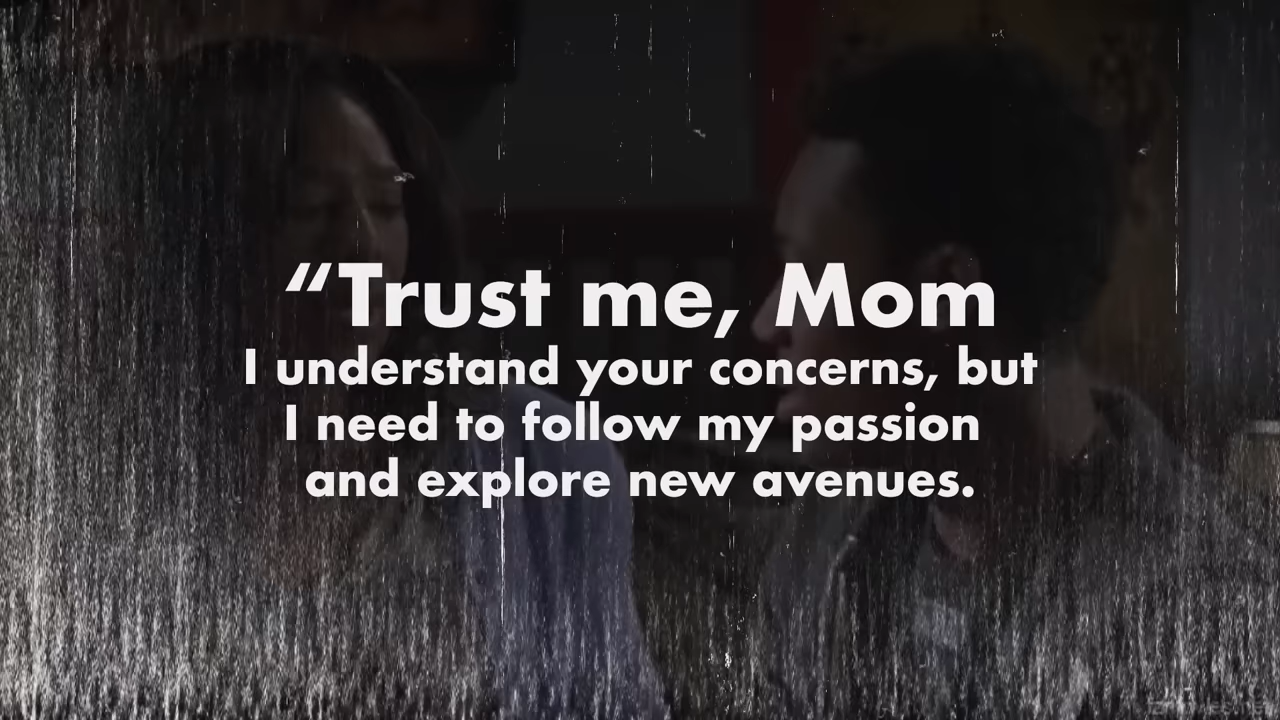 “Trust me, Mom
I understand your concerns, but
I need to follow my passion
and explore new avenues.